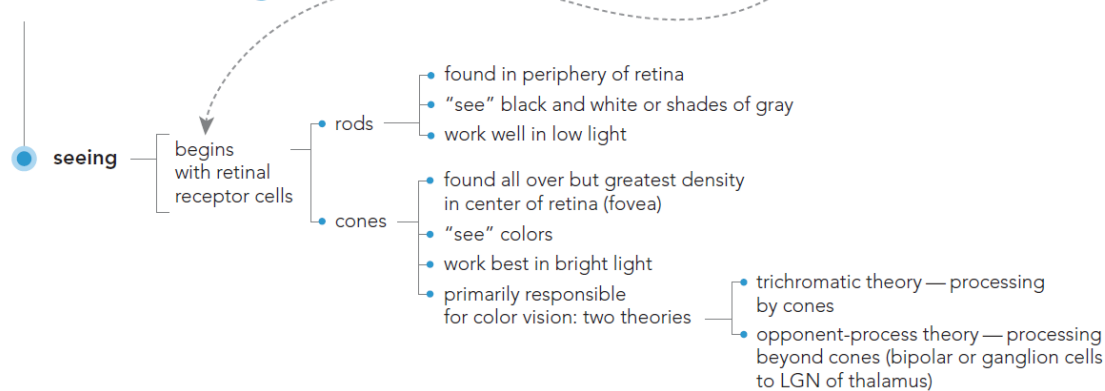 found in periphery of retina
“see” black and white or shades of gray
rods
work well in low light
seeing
begins
with retinal
receptor cells
found all over but greatest density
in center of retina (fovea)
cones
“see” colors
work best in bright light
primarily responsible
for color vision: two theories
trichromatic theory — processing
by cones
opponent-process theory — processing
beyond cones (bipolar or ganglion cells
to LGN of thalamus)